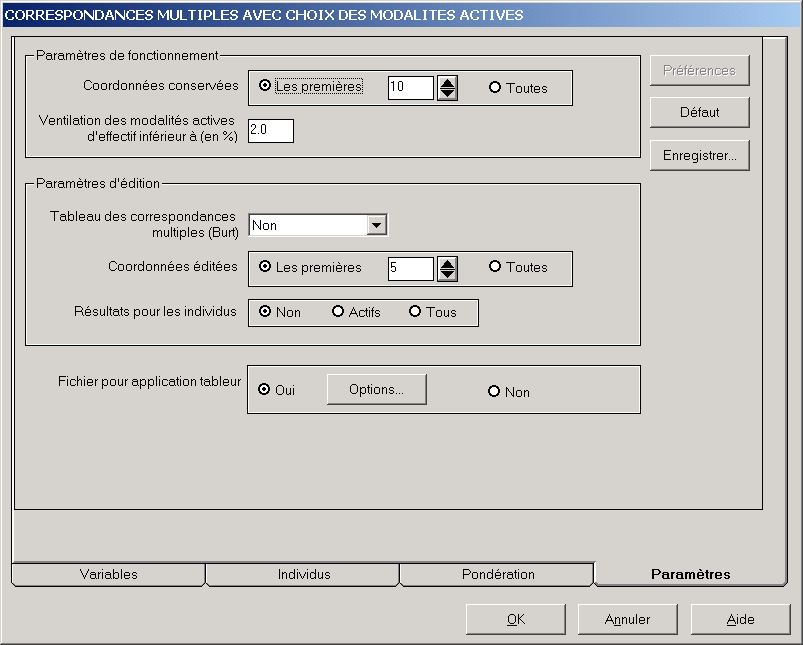 CORRESPONDANCES MULTIPLES AVEC CHOIX DES MODALITES ACTIVES
Paramètres de fonctionnement
Coordonnées conservées
Les premières
10
Toutes
Ventilation des modalités actives
d'effectif inférieur à (en %)
2.0
Préférences
Défaut
Enregistrer...
Paramètres d'édition
Tableau des correspondances
multiples (Burt)
Non
Coordonnées éditées
Les premières
5
Toutes
Résultats pour les individus
Non
Actifs
Tous
Fichier pour application tableur
Oui
Options...
Non
Variables
Individus
Pondération
Paramètres
OK
Annuler
Aide